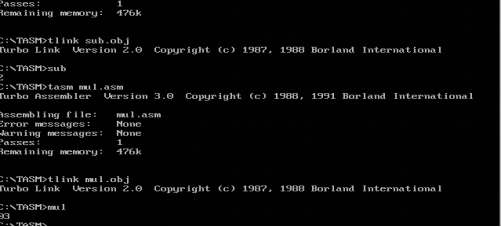 Passes: 1
Remaining memory: 476k
C:\TASM>tlink sub.obj
Turbo Link Version 2.0 Copyright (c) 1987, 1988 Borland International
C:\TASM>sub
2
C:\TASM>tasm mul.asm
Turbo Assembler Version 3.0 Copyright (c) 1988, 1991 Borland International
Assembling file: mul.asm
Error messages: None
Warning messages: None
Passes: 1
Remaining memory: 476k
C:\TASM>tlink mul.obj
Turbo Link Version 2.0 Copyright (c) 1987, 1988 Borland International
C:\TASM>mul
03
C:\TASM>